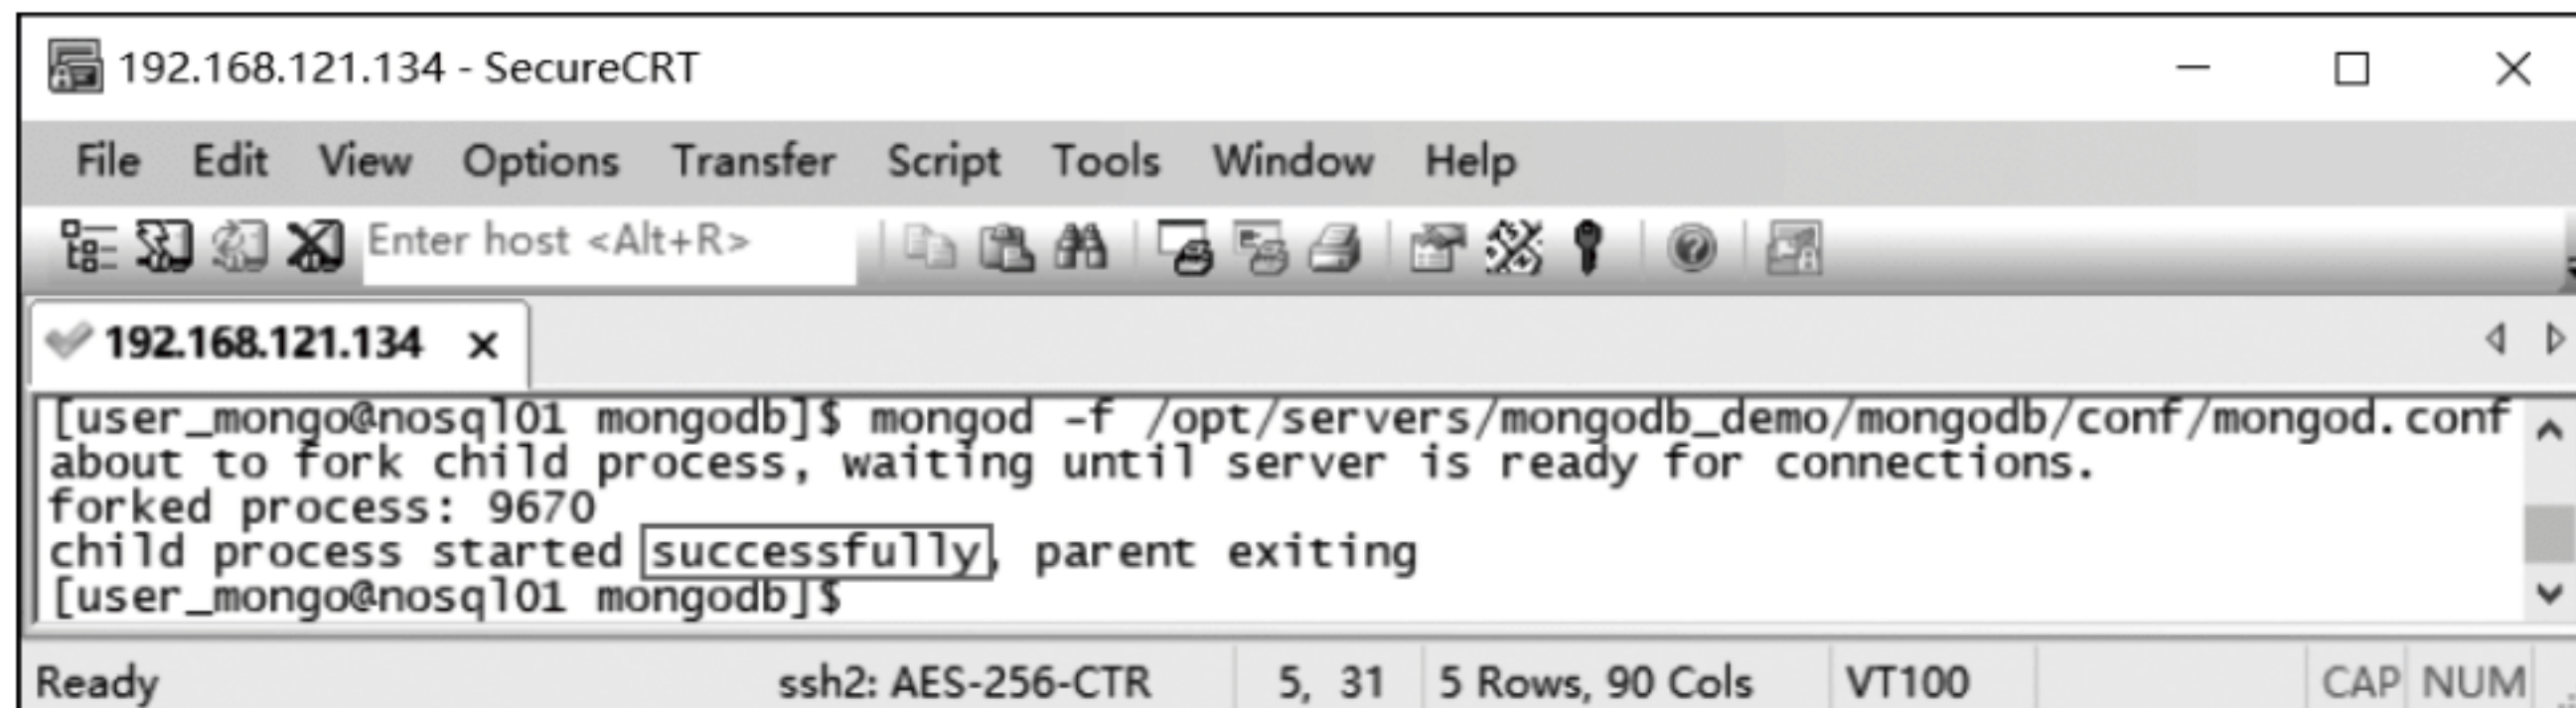 192.168.121.134 - SecureCRT
File Edit View Options Transfer Script Tools Window Help
Enter host <Alt+R>
192.168.121.134
[user_mongo@nosql01 mongodb]$ mongod -f /opt/servers/mongodb_demo/mongodb/conf/mongod.conf
about to fork child process, waiting until server is ready for connections.
forked process: 9670
child process started successfully, parent exiting
[user_mongo@nosql01 mongodb]$
Ready ssh2: AES-256-CTR 5, 31 5 Rows, 90 Cols VT100 CAP NUM